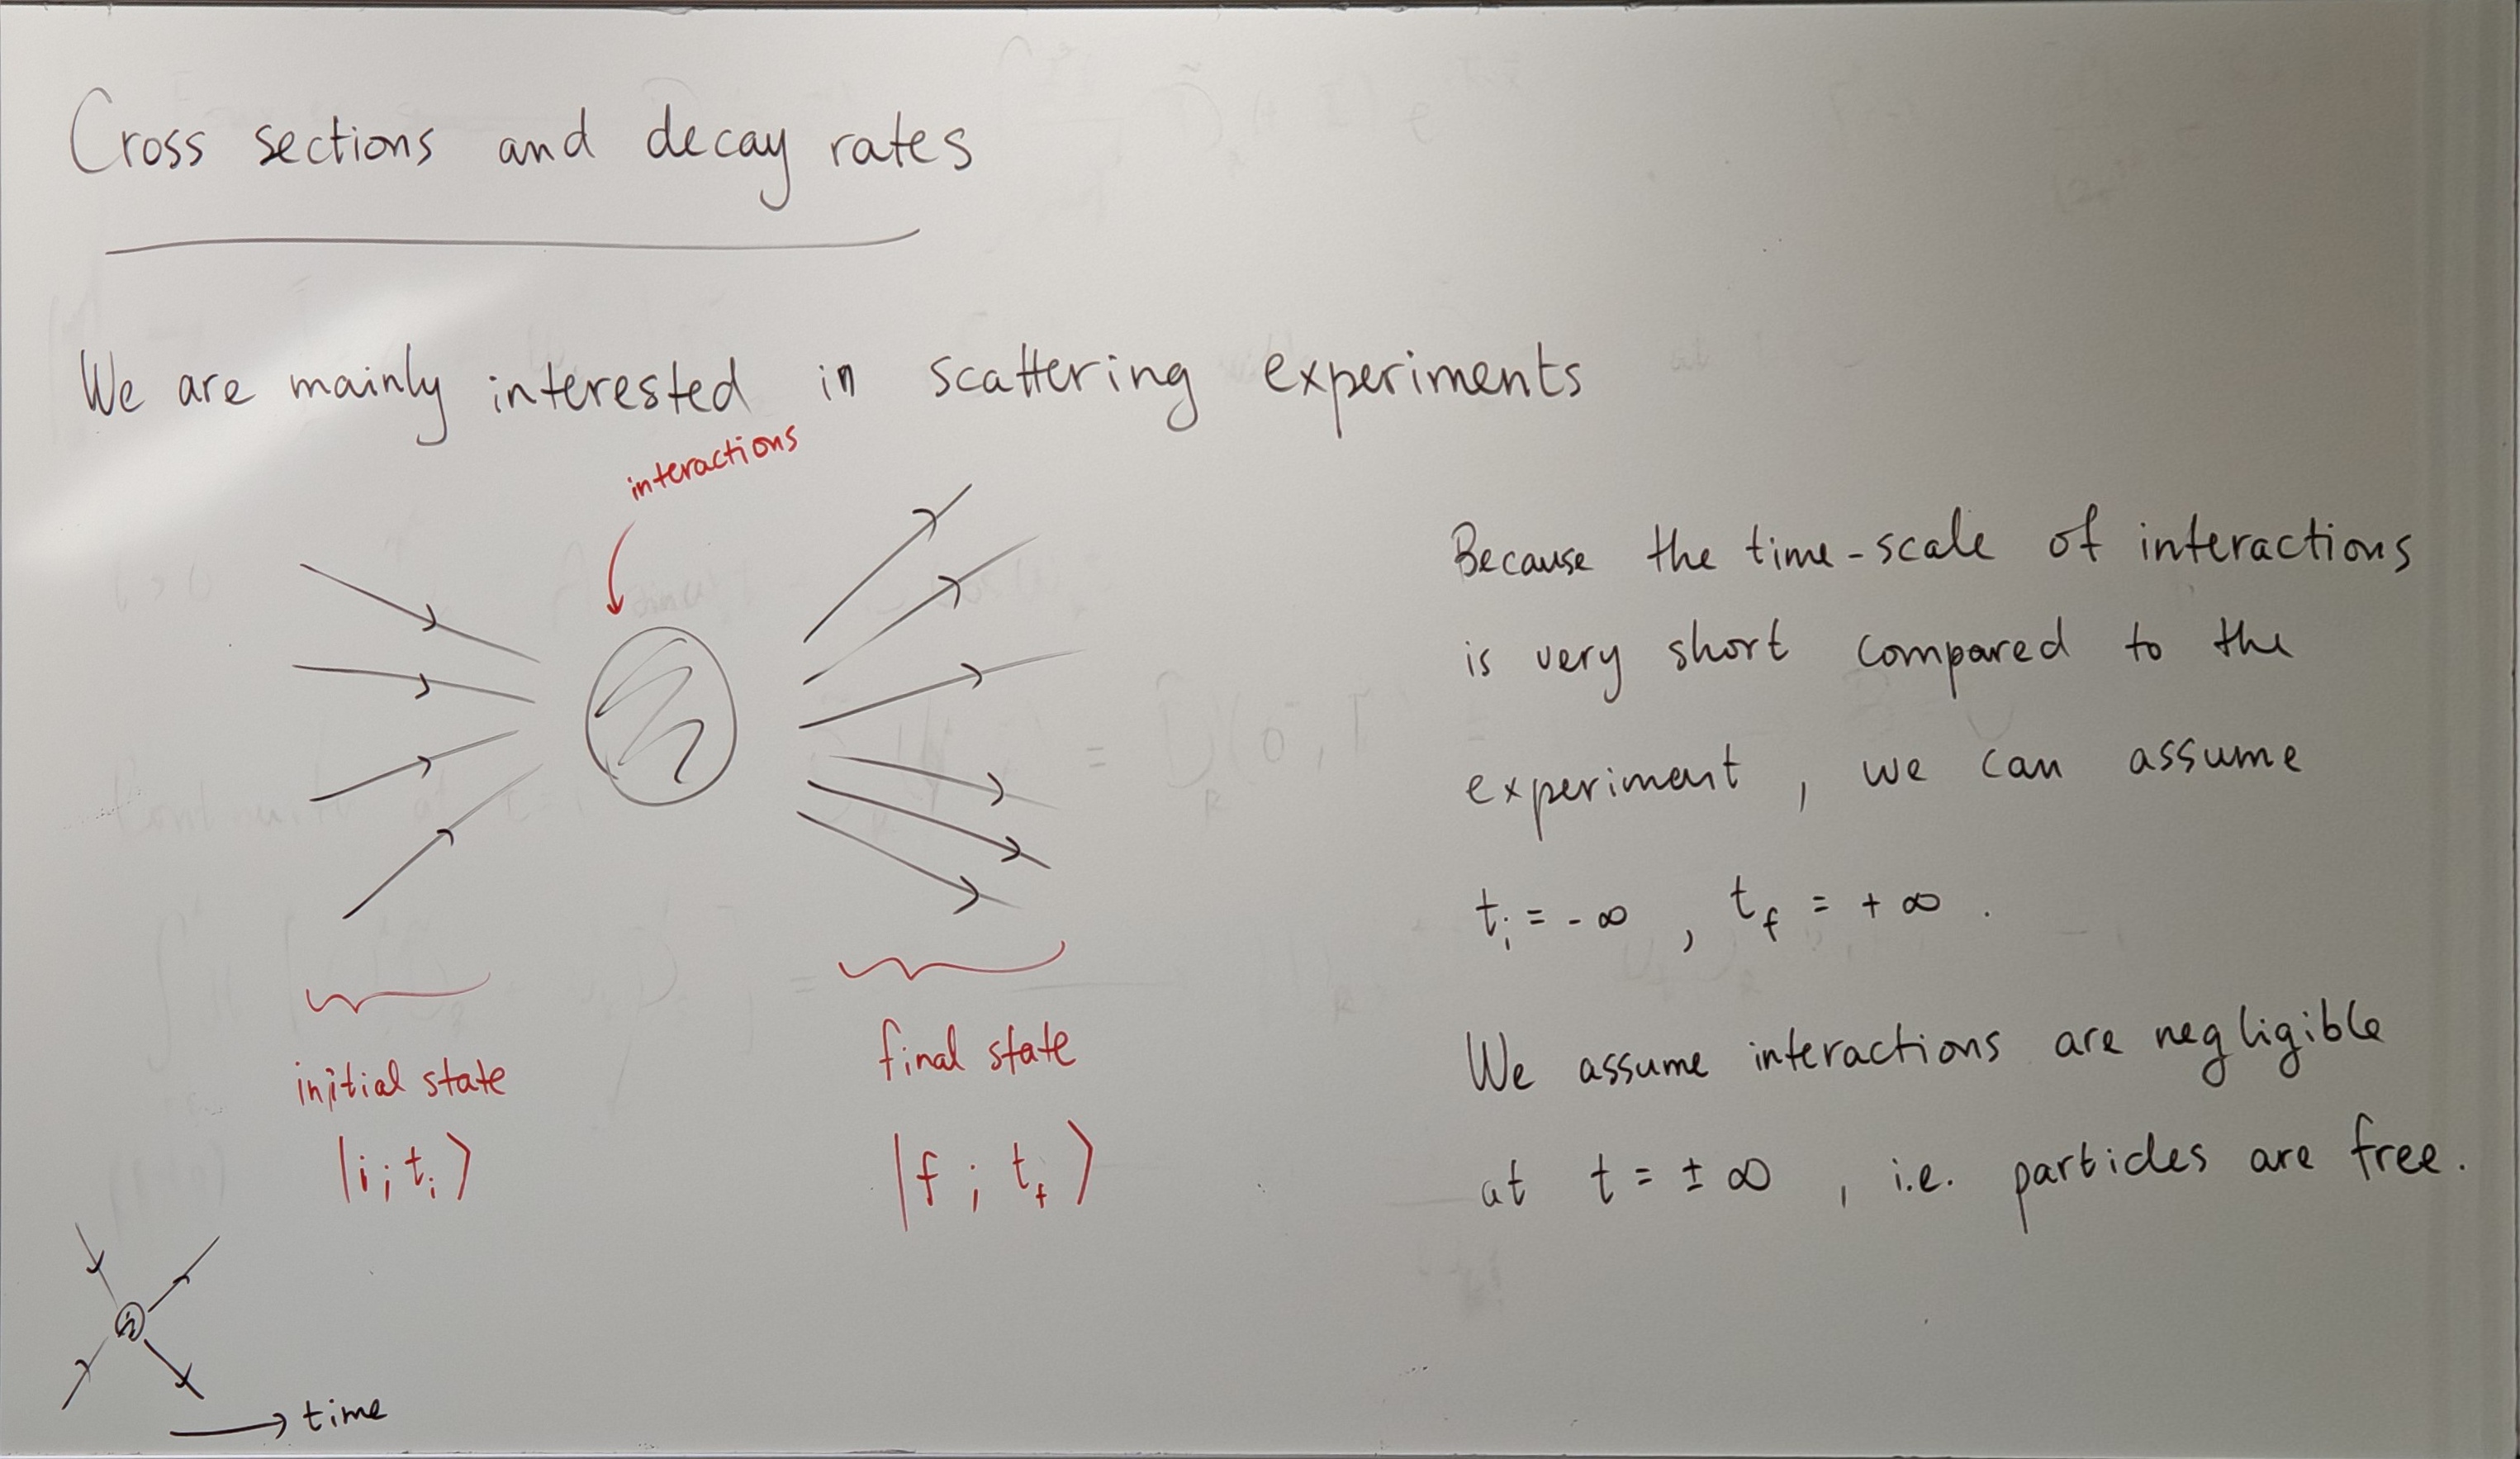 Cross sections and decay rates
We are mainly interested in scattering experiments
interactions
initial state
|i; t_i⟩
final state
|f; t_f⟩
time
Because the time-scale of interactions
is very short compared to the
experiment, we can assume
t_i = -∞, t_f = +∞.
We assume interactions are negligible
at t = ±∞, i.e. particles are free.